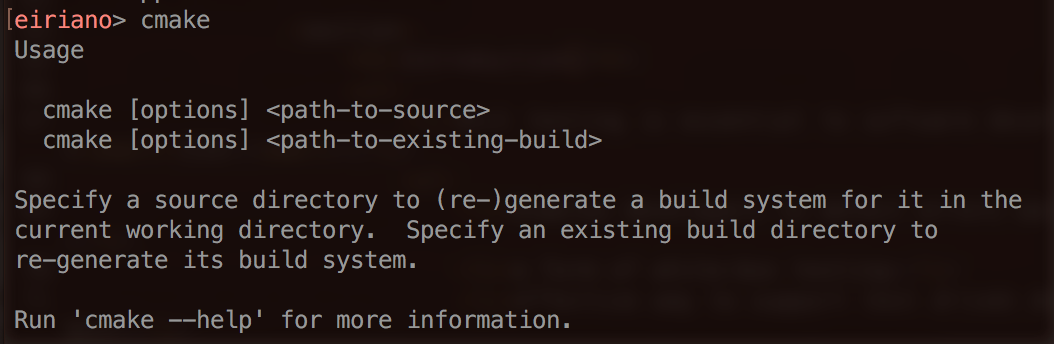 [eiriano> cmake
Usage

  cmake [options] <path-to-source>
  cmake [options] <path-to-existing-build>

Specify a source directory to (re-)generate a build system for it in the
current working directory.  Specify an existing build directory to
re-generate its build system.

Run 'cmake --help' for more information.